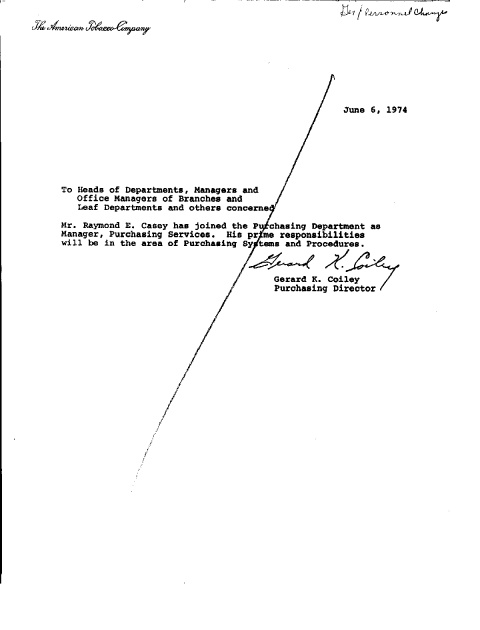 Ger/Personnel Changes
The American Tobacco Company
June 6, 1974
To Heads of Departments, Managers and
Office Managers of Branches and
Leaf Departments and others concerned
Mr. Raymond E. Casey has joined the Purchasing Department as
Manager, Purchasing Services. His prime responsibilities
will be in the area of Purchasing Systems and Procedures.
Gerard K. Coiley
Gerard K. Coiley
Purchasing Director